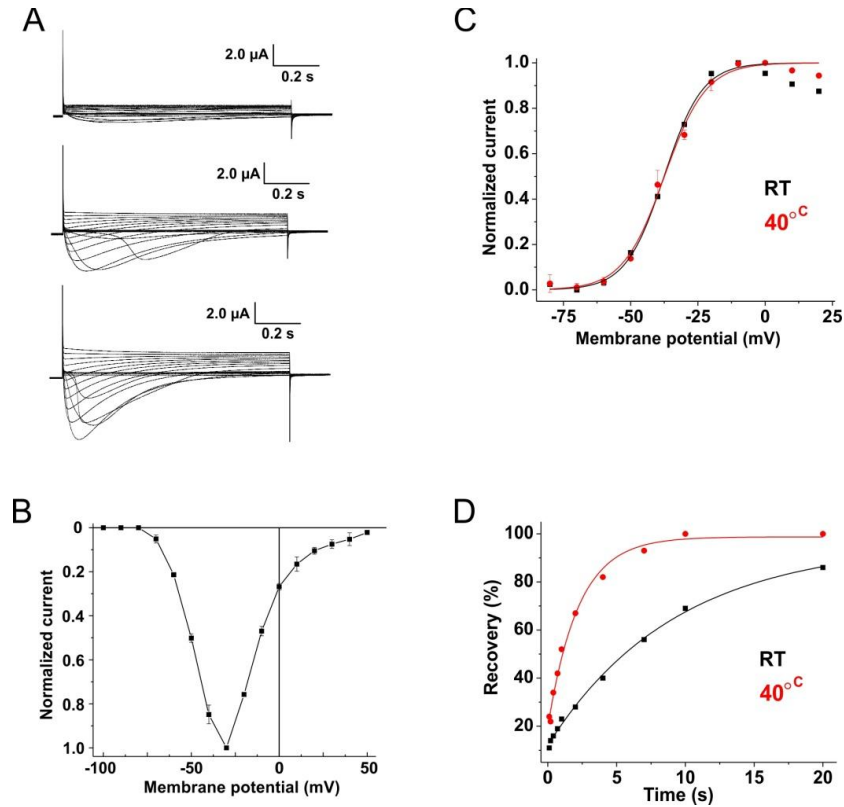 A
2.0 µA
0.2 s
2.0 µA
0.2 s
2.0 µA
0.2 s
B
0
0.2
0.4
0.6
0.8
1.0
Normalized current
-100
-50
0
50
Membrane potential (mV)
C
1.0
0.8
0.6
0.4
0.2
0.0
Normalized current
RT
40°C
-75
-50
-25
0
25
Membrane potential (mV)
D
100
80
60
40
20
Recovery (%)
RT
40°C
0
5
10
15
20
Time (s)